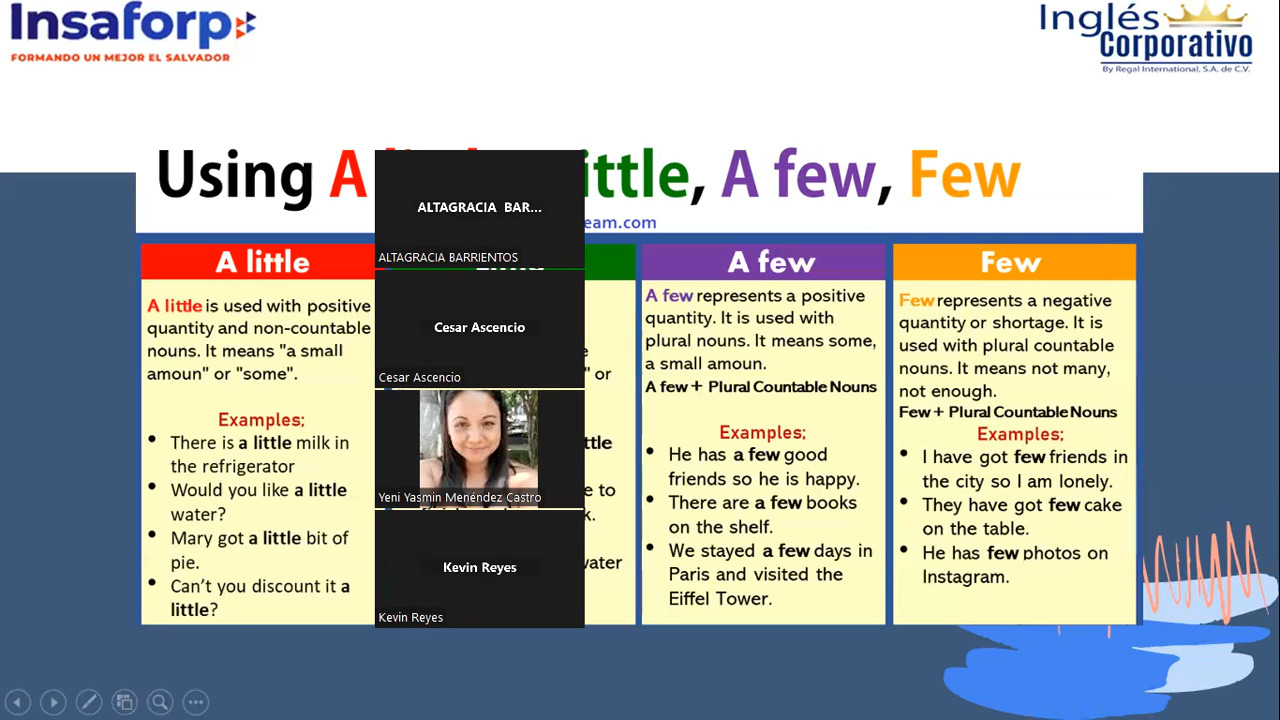 Insaforp
FORMANDO UN MEJOR EL SALVADOR
Inglés
Corporativo
By Regal International, S.A. de C.V.
Using A ittle, A few, Few
eam.com
A little
A few
Few
A little is used with positive
quantity and non-countable
nouns. It means "a small
amoun" or "some".
Examples;
There is a little milk in
the refrigerator
Would you like a little
water?
Mary got a little bit of
pie.
Can't you discount it a
little?
ALTAGRACIA BAR...
ALTAGRACIA BARRIENTOS
Cesar Ascencio
Cesar Ascencio
Yeni Yasmin Menéndez Castro
Kevin Reyes
Kevin Reyes
" or
ttle
e to
k.
vater
A few represents a positive
quantity. It is used with
plural nouns. It means some,
a small amoun.
A few + Plural Countable Nouns
Examples;
He has a few good
friends so he is happy.
There are a few books
on the shelf.
We stayed a few days in
Paris and visited the
Eiffel Tower.
Few represents a negative
quantity or shortage. It is
used with plural countable
nouns. It means not many,
not enough.
Few + Plural Countable Nouns
Examples;
I have got few friends in
the city so I am lonely.
They have got few cake
on the table.
He has few photos on
Instagram.